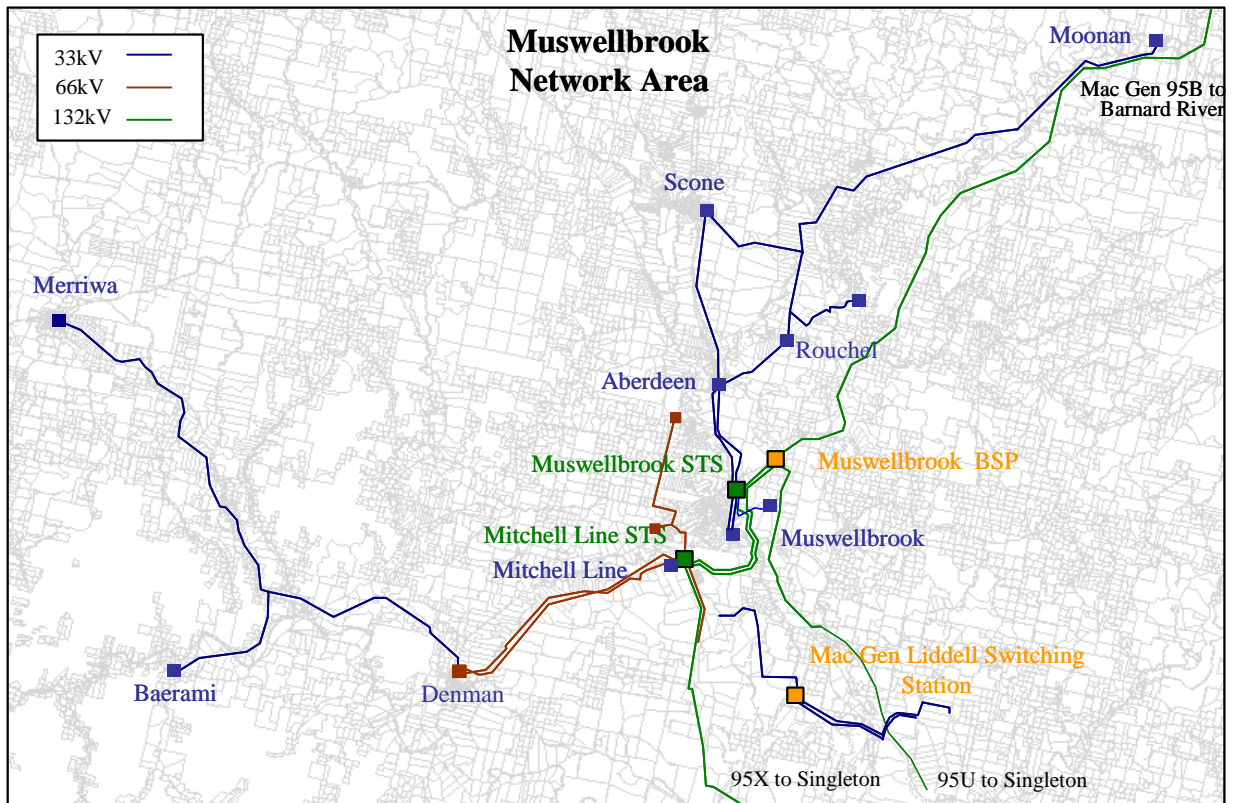 Muswellbrook
Network Area
33kV
66kV
132kV
Moonan
Mac Gen 95B to
Barnard River
Scone
Merriwa
Rouchel
Aberdeen
Muswellbrook STS
Muswellbrook BSP
Mitchell Line STS
Muswellbrook
Mitchell Line
Mac Gen Liddell Switching
Station
Baerami
Denman
95X to Singleton
95U to Singleton